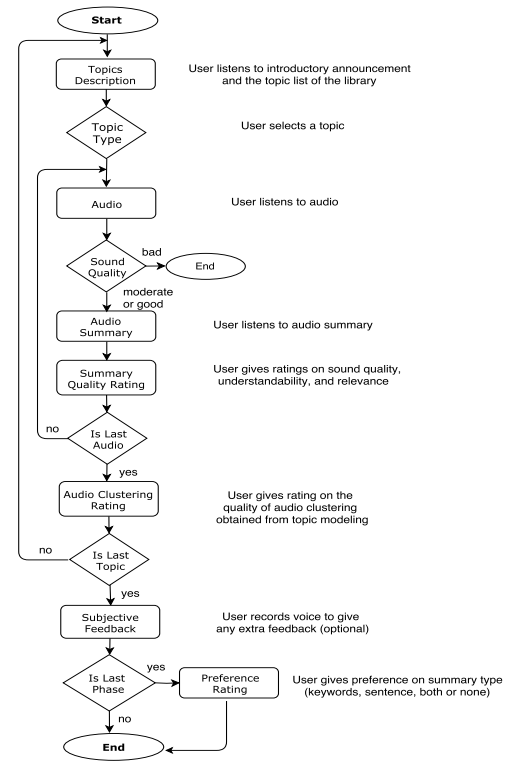 Start
Topics
Description
User listens to introductory announcement
and the topic list of the library
Topic
Type
User selects a topic
Audio
User listens to audio
Sound
Quality
bad
End
moderate
or good
Audio
Summary
User listens to audio summary
Summary
Quality Rating
User gives ratings on sound quality,
understandability, and relevance
Is Last
Audio
no
yes
Audio Clustering
Rating
User gives rating on the
quality of audio clustering
obtained from topic modeling
Is Last
Topic
no
yes
Subjective
Feedback
User records voice to give
any extra feedback (optional)
Is Last
Phase
yes
Preference
Rating
User gives preference on summary type
(keywords, sentence, both or none)
no
End